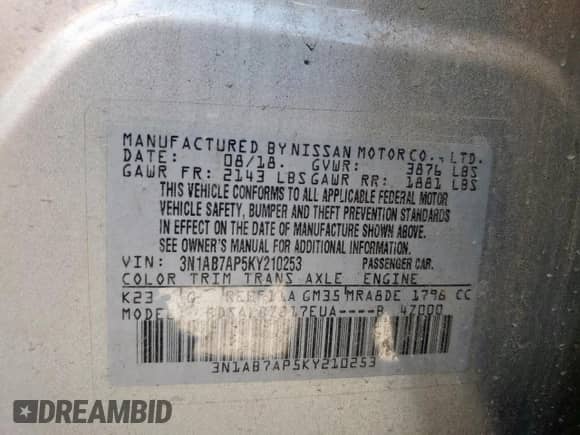 MANUFACTURED BY NISSAN MOTOR CO., LTD.
DATE: 08/18. GVWR: 3876 LBS
GAWR FR: 2143 LBS GAWR RR: 1881 LBS
THIS VEHICLE CONFORMS TO ALL APPLICABLE FEDERAL MOTOR
VEHICLE SAFETY, BUMPER AND THEFT PREVENTION STANDARDS
IN EFFECT ON THE DATE OF MANUFACTURE SHOWN ABOVE.
SEE OWNER'S MANUAL FOR ADDITIONAL INFORMATION.
VIN: 3N1AB7AP5KY210253 PASSENGER CAR.
COLOR TRIM TRANS AXLE ENGINE
K23 G GM35 MRA8DE 1796 CC
MODEL 47000
3N1AB7AP5KY210253
DREAMBID